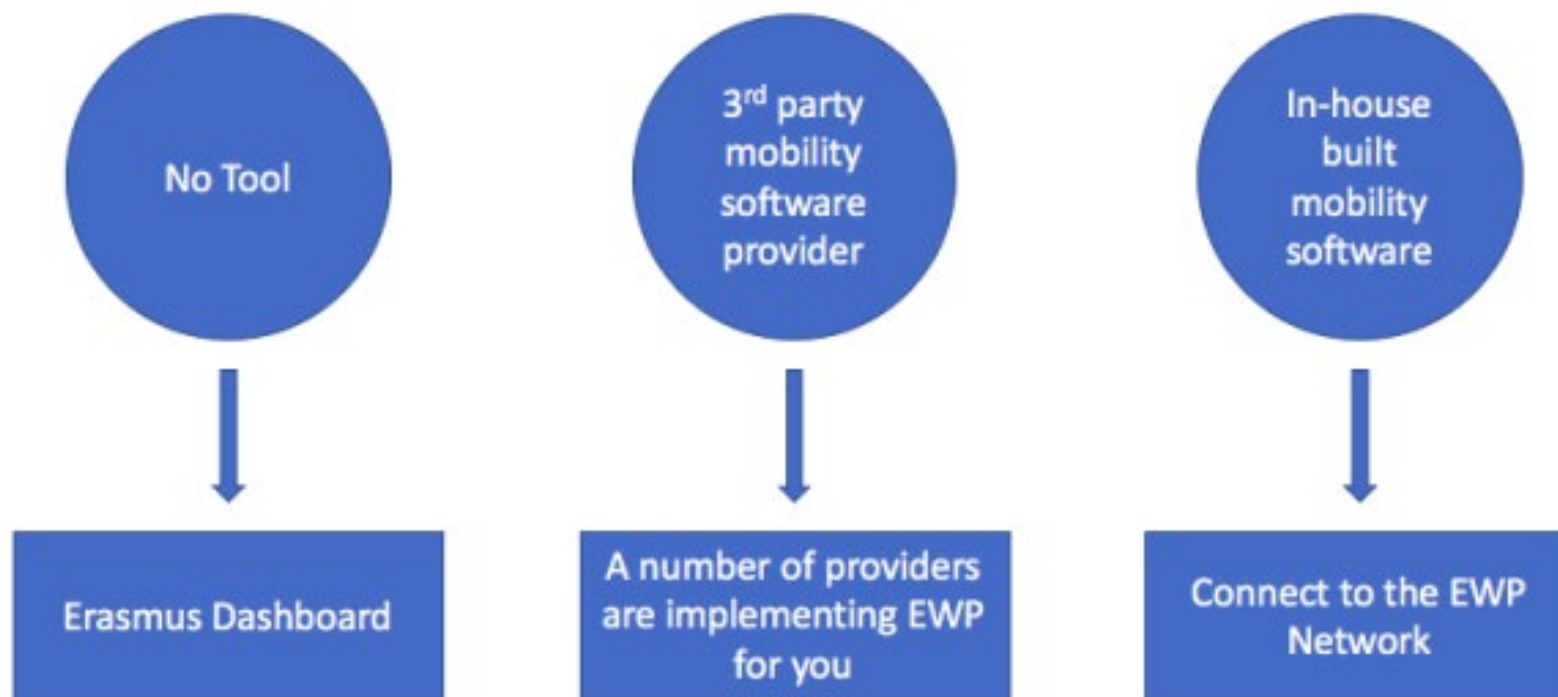 No Tool
3rd party
mobility
software
provider
In-house
built
mobility
software
Erasmus Dashboard
A number of providers
are implementing EWP
for you
Connect to the EWP
Network